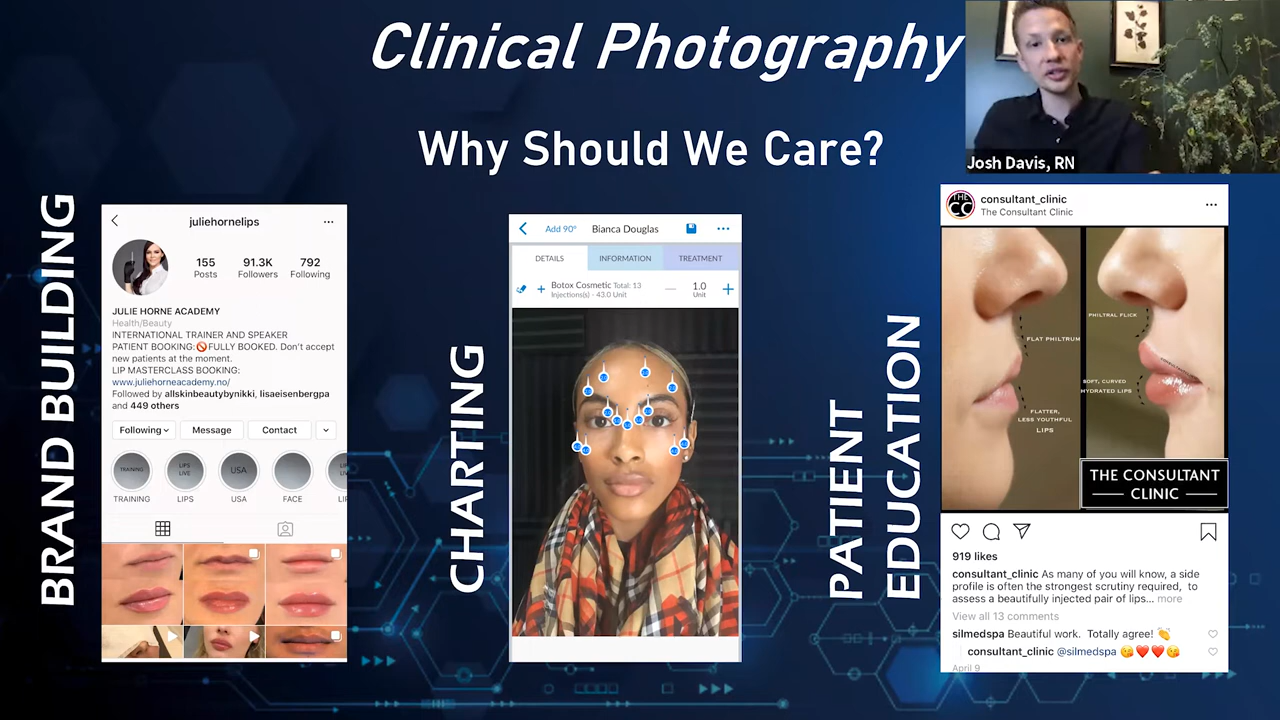 Clinical Photography
Why Should We Care?
Josh Davis, RN
BRAND BUILDING
juliehornelips
155
91.3K
792
Posts
Followers
Following
JULIE HORNE ACADEMY
Health/Beauty
INTERNATIONAL TRAINER AND SPEAKER
PATIENT BOOKING:🚫FULLY BOOKED. Don't accept
new patients at the moment.
LIP MASTERCLASS BOOKING:
www.juliehorneacademy.no/
Followed by allskinbeautybynikki, lisaeisenbergpa
and 449 others
Following
Message
Contact
TRAINING
LIPS
LIVE
USA
TRAINING
LIPS
USA
FACE
CHARTING
Add 90°
Bianca Douglas
DETAILS
INFORMATION
TREATMENT
Botox Cosmetic Total: 13
Injections(s) - 43.0 Unit
1.0
Unit
PATIENT
EDUCATION
THE
CC
consultant_clinic
The Consultant Clinic
PHILTRAL FLICK
FLAT PHILTRUM
SOFT, CURVED
HYDRATED LIPS
FLATTER,
LESS YOUTHFUL
LIPS
THE CONSULTANT
CLINIC
919 likes
consultant_clinic As many of you will know, a side
profile is often the strongest scrutiny required, to
assess a beautifully injected pair of lips... more
View all 13 comments
silmedspa Beautiful work. Totally agree! 👏
consultant_clinic @silmedspa 😘❤️❤️😘
April 9